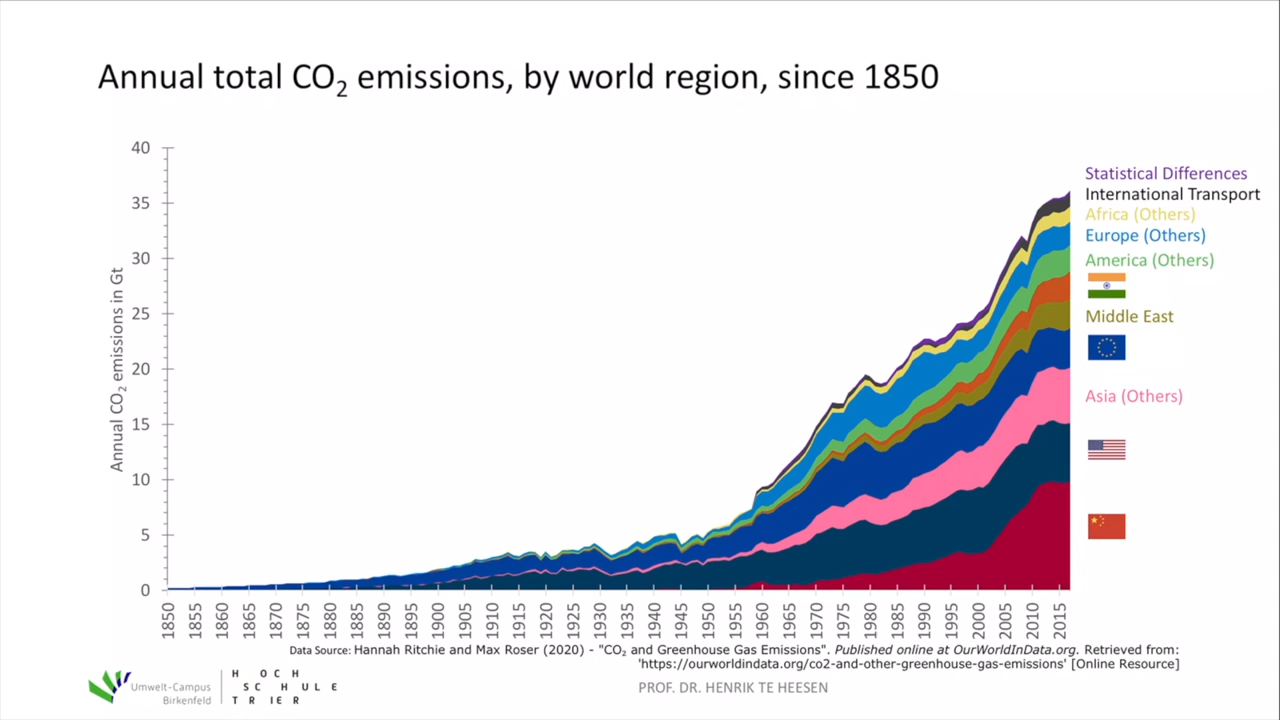 Annual total CO₂ emissions, by world region, since 1850
Annual CO₂ emissions in Gt
40
35
30
25
20
15
10
5
0
1850
1855
1860
1865
1870
1875
1880
1885
1890
1895
1900
1905
1910
1915
1920
1925
1930
1935
1940
1945
1950
1955
1960
1965
1970
1975
1980
1985
1990
1995
2000
2005
2010
2015
Statistical Differences
International Transport
Africa (Others)
Europe (Others)
America (Others)
Middle East
Asia (Others)
Data Source: Hannah Ritchie and Max Roser (2020) - "CO₂ and Greenhouse Gas Emissions". Published online at OurWorldInData.org. Retrieved from:
'https://ourworldindata.org/co2-and-other-greenhouse-gas-emissions' [Online Resource]
Umwelt-Campus
Birkenfeld
HOCH
SCHULE
TRIER
PROF. DR. HENRIK TE HEESEN